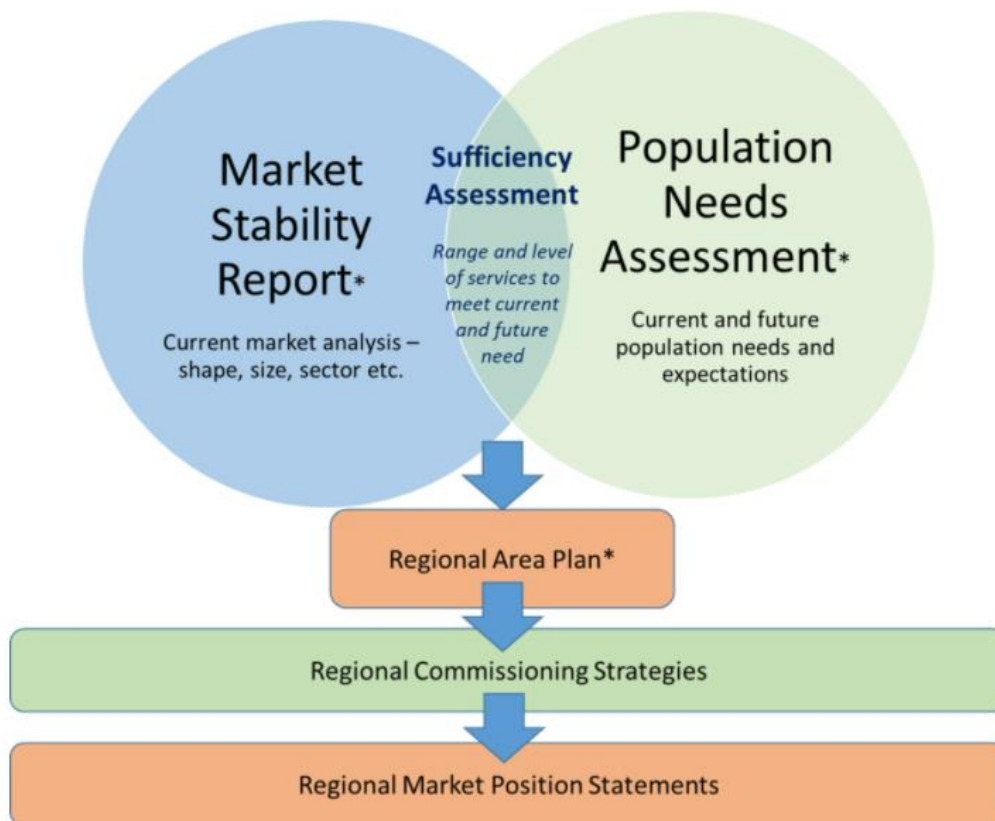 Market
Stability
Report*
Current market analysis –
shape, size, sector etc.
Sufficiency
Assessment
Range and level
of services to
meet current
and future
need
Population
Needs
Assessment*
Current and future
population needs and
expectations
Regional Area Plan*
Regional Commissioning Strategies
Regional Market Position Statements